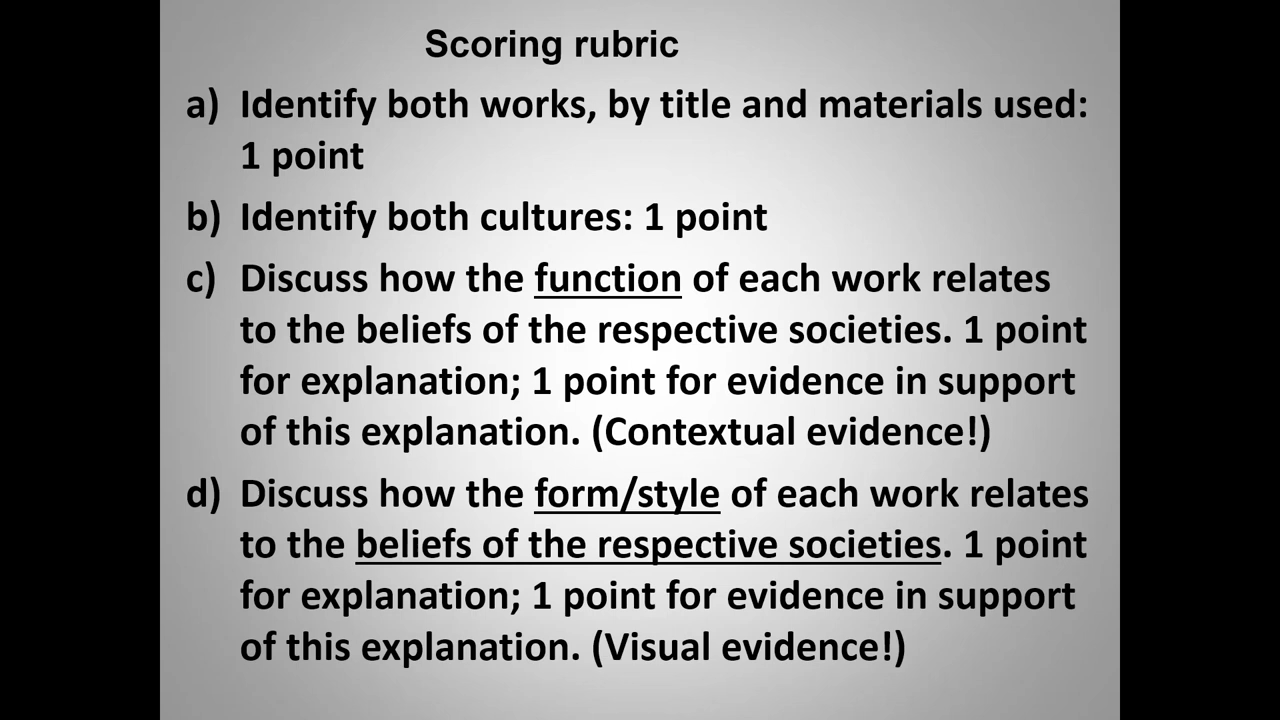 Scoring rubric
a) Identify both works, by title and materials used:
1 point
b) Identify both cultures: 1 point
c) Discuss how the function of each work relates
to the beliefs of the respective societies. 1 point
for explanation; 1 point for evidence in support
of this explanation. (Contextual evidence!)
d) Discuss how the form/style of each work relates
to the beliefs of the respective societies. 1 point
for explanation; 1 point for evidence in support
of this explanation. (Visual evidence!)